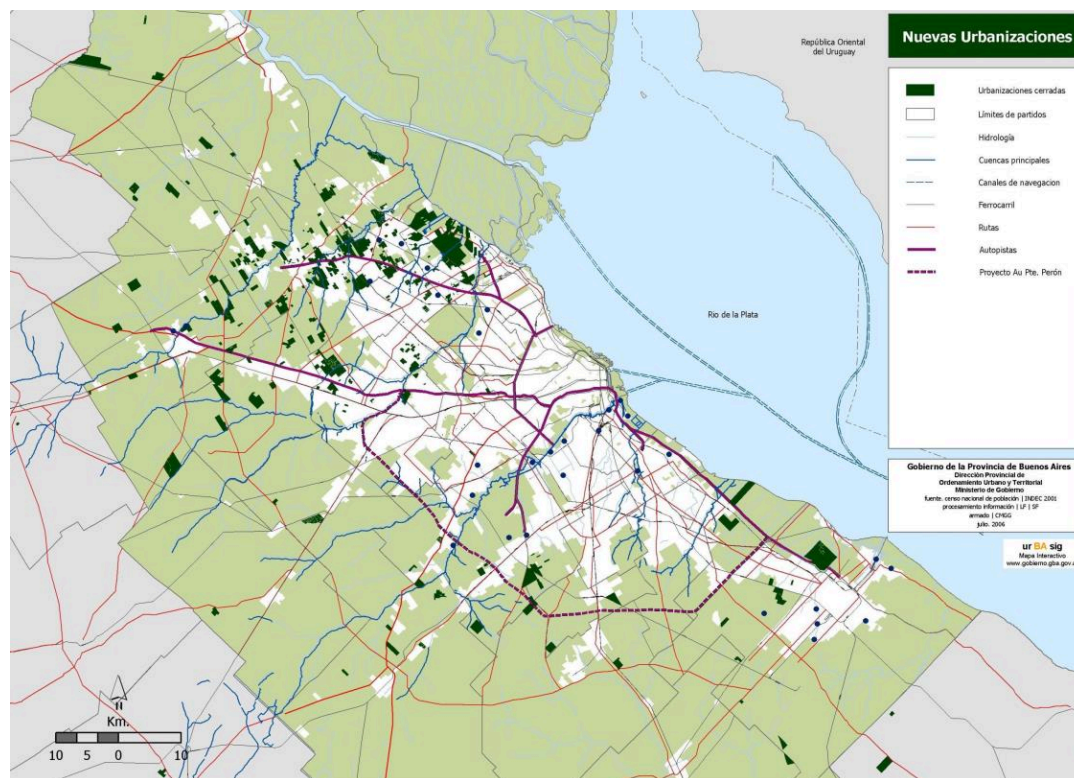 República Oriental
del Uruguay
Nuevas Urbanizaciones
Urbanizaciones cerradas
Límites de partidos
Hidrología
Cuencas principales
Canales de navegacion
Ferrocarril
Rutas
Autopistas
Proyecto Au Pte. Perón
Rio de la Plata
Gobierno de la Provincia de Buenos Aires
Dirección Provincial de
Ordenamiento Urbano y Territorial
Ministerio de Gobierno
fuente. censo nacional de población | INDEC 2001
procesamiento información | LF | SF
armado | CMGG
julio. 2006
ur BA sig
Mapa Interactivo
www.gobierno.gba.gov.a
Km.
10 5 0 10